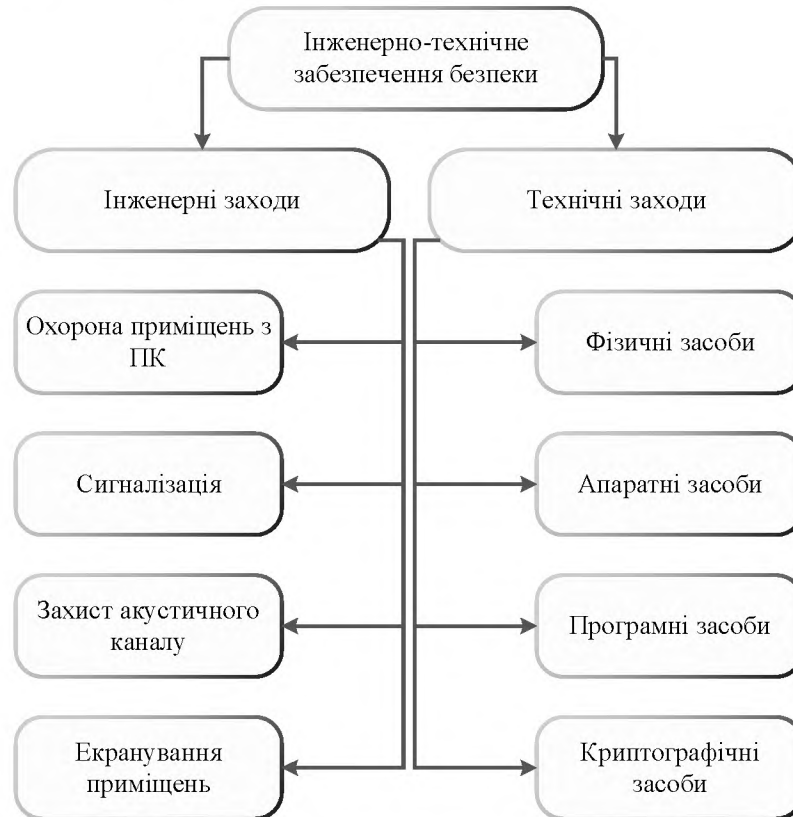 Інженерно-технічне
забезпечення безпеки
Інженерні заходи
Технічні заходи
Охорона приміщень з
ПК
Фізичні засоби
Сигналізація
Апаратні засоби
Захист акустичного
каналу
Програмні засоби
Екранування
приміщень
Криптографічні
засоби